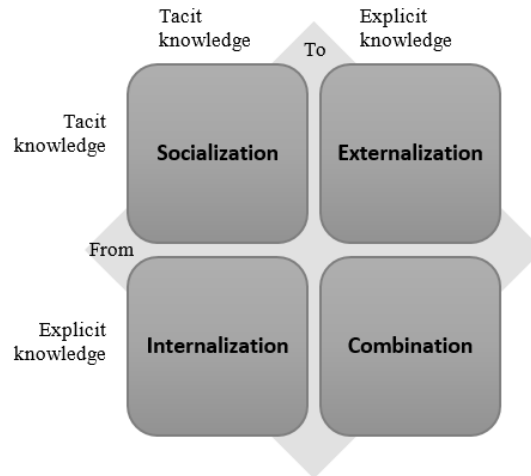 Tacit
knowledge
To
Explicit
knowledge
Tacit
knowledge
Socialization
Externalization
From
Explicit
knowledge
Internalization
Combination